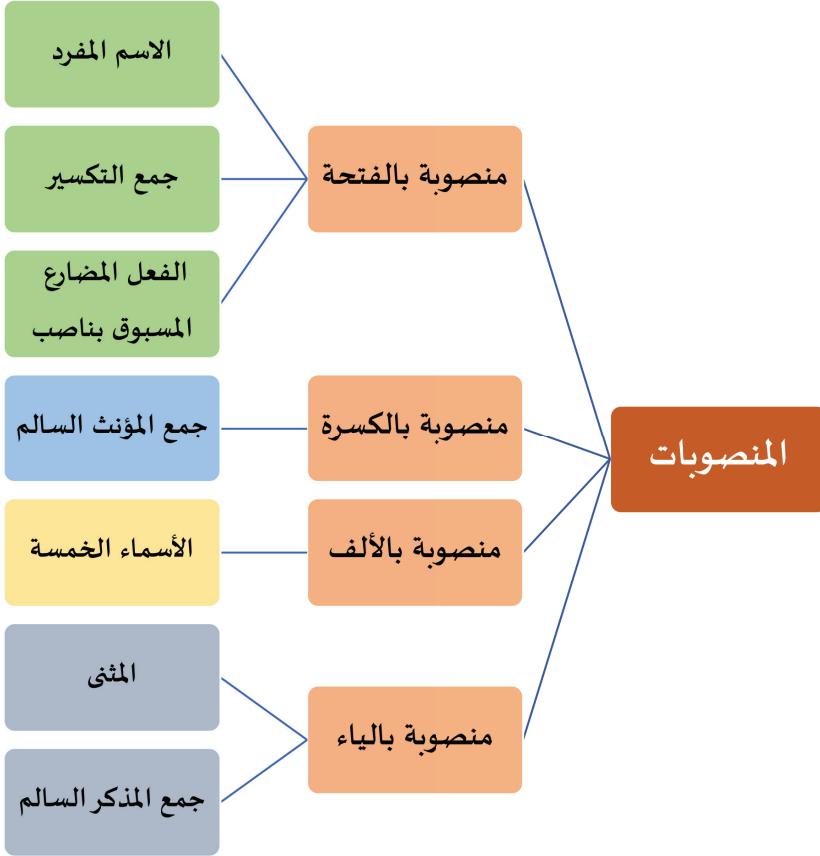 المنصوبات
منصوبة بالفتحة
الاسم المفرد
جمع التكسير
الفعل المضارع
المسبوق بناصب
منصوبة بالكسرة
جمع المؤنث السالم
منصوبة بالألف
الأسماء الخمسة
منصوبة بالياء
المثنى
جمع المذكر السالم